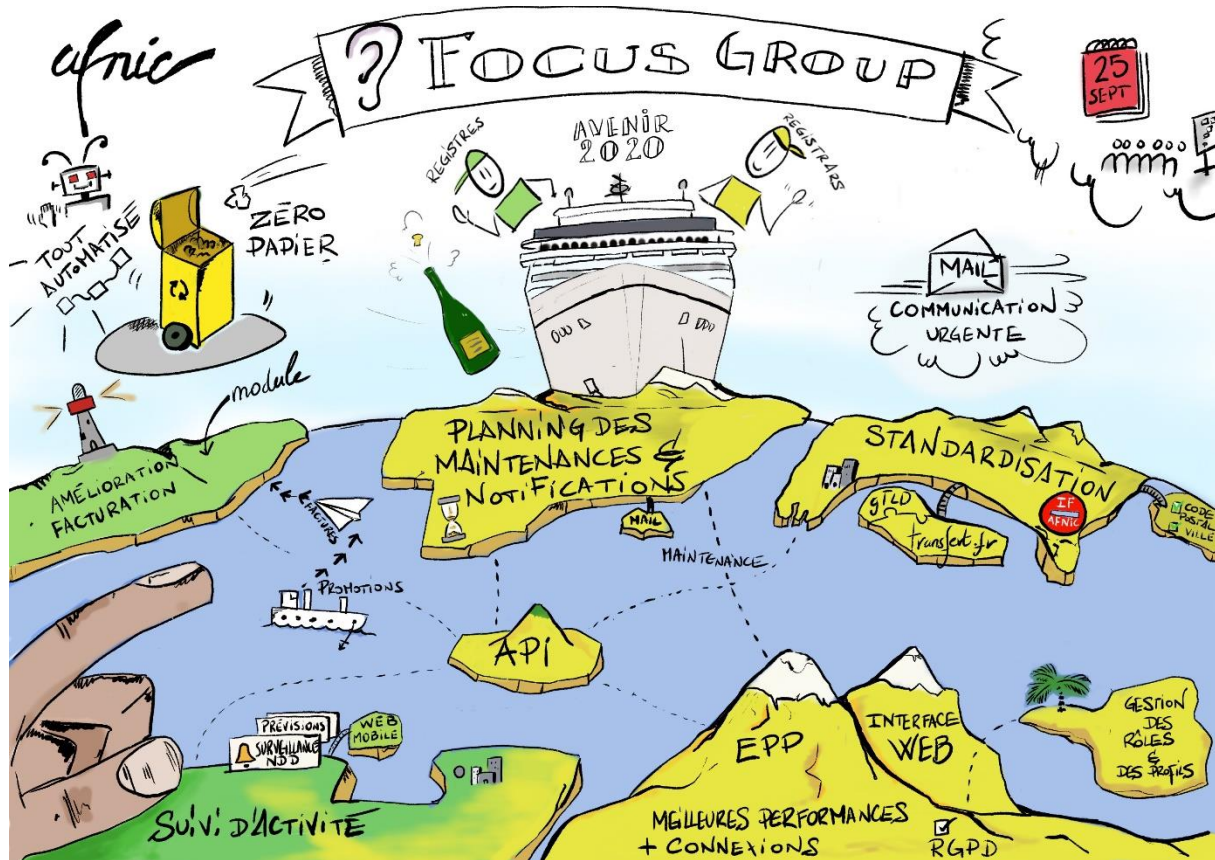 afnic
? FOCUS GROUP
25
SEPT
AVENIR
2020
REGISTRES
REGISTRARS
TOUT
AUTOMATISÉ
ZÉRO
PAPIER
MAIL
COMMUNICATION
URGENTE
module
AMÉLIORATION
FACTURATION
PLANNING DES
MAINTENANCES &
NOTIFICATIONS
MAIL
STANDARDISATION
gTLD
transfert.fr
IF
AFNIC
CODE
POSTAL
VILLE
FACTURES
PROMOTIONS
MAINTENANCE
API
PRÉVISIONS
SURVEILLANCE
NDD
WEB
MOBILE
SUIVI D'ACTIVITÉ
EPP
INTERFACE
WEB
GESTION
DES
RÔLES
&
DES PROFILS
MEILLEURES PERFORMANCES
+ CONNEXIONS
RGPD